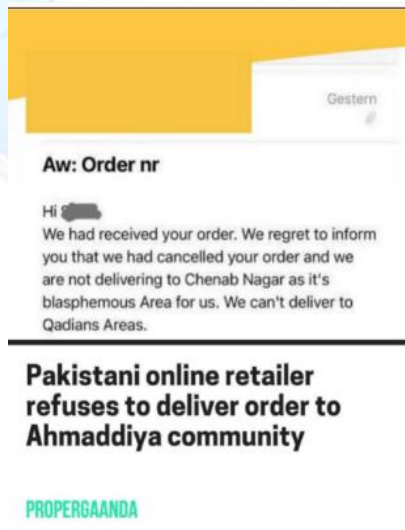 Gestern
Aw: Order nr
Hi
We had received your order. We regret to inform
you that we had cancelled your order and we
are not delivering to Chenab Nagar as it's
blasphemous Area for us. We can't deliver to
Qadians Areas.
Pakistani online retailer
refuses to deliver order to
Ahmaddiya community
PROPERGAANDA